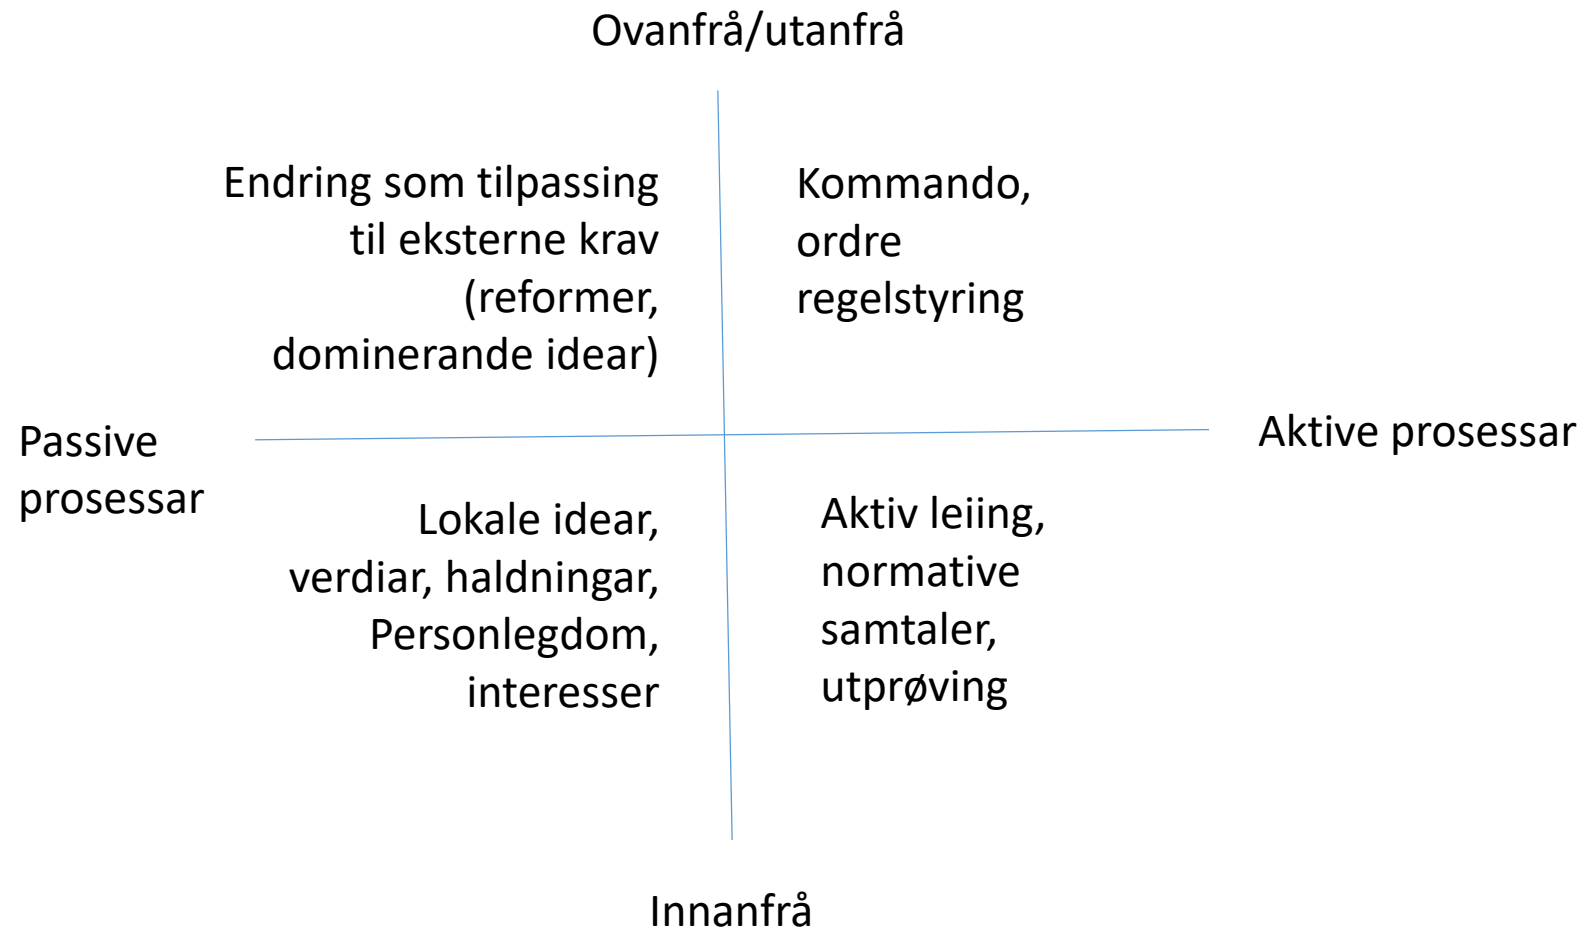 Ovanfrå/utanfrå
Endring som tilpassing
til eksterne krav
(reformer,
dominerande idear)
Kommando,
ordre
regelstyring
Passive
prosessar
Aktive prosessar
Lokale idear,
verdiar, haldningar,
Personlegdom,
interesser
Aktiv leiing,
normative
samtaler,
utprøving
Innanfrå